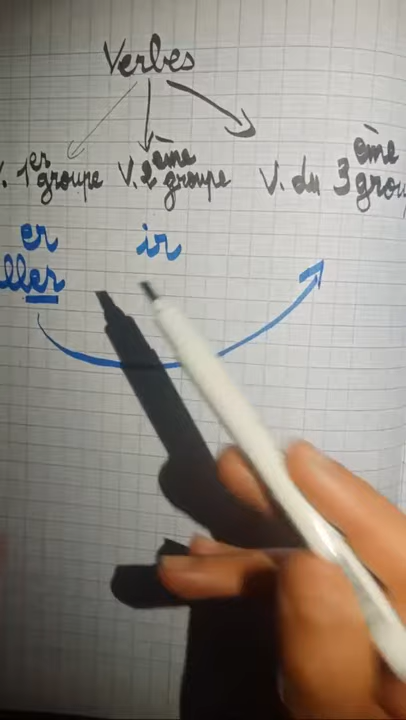 Verbes
V. 1er groupe V. 2ème groupe V. du 3ème group
er ir
ller